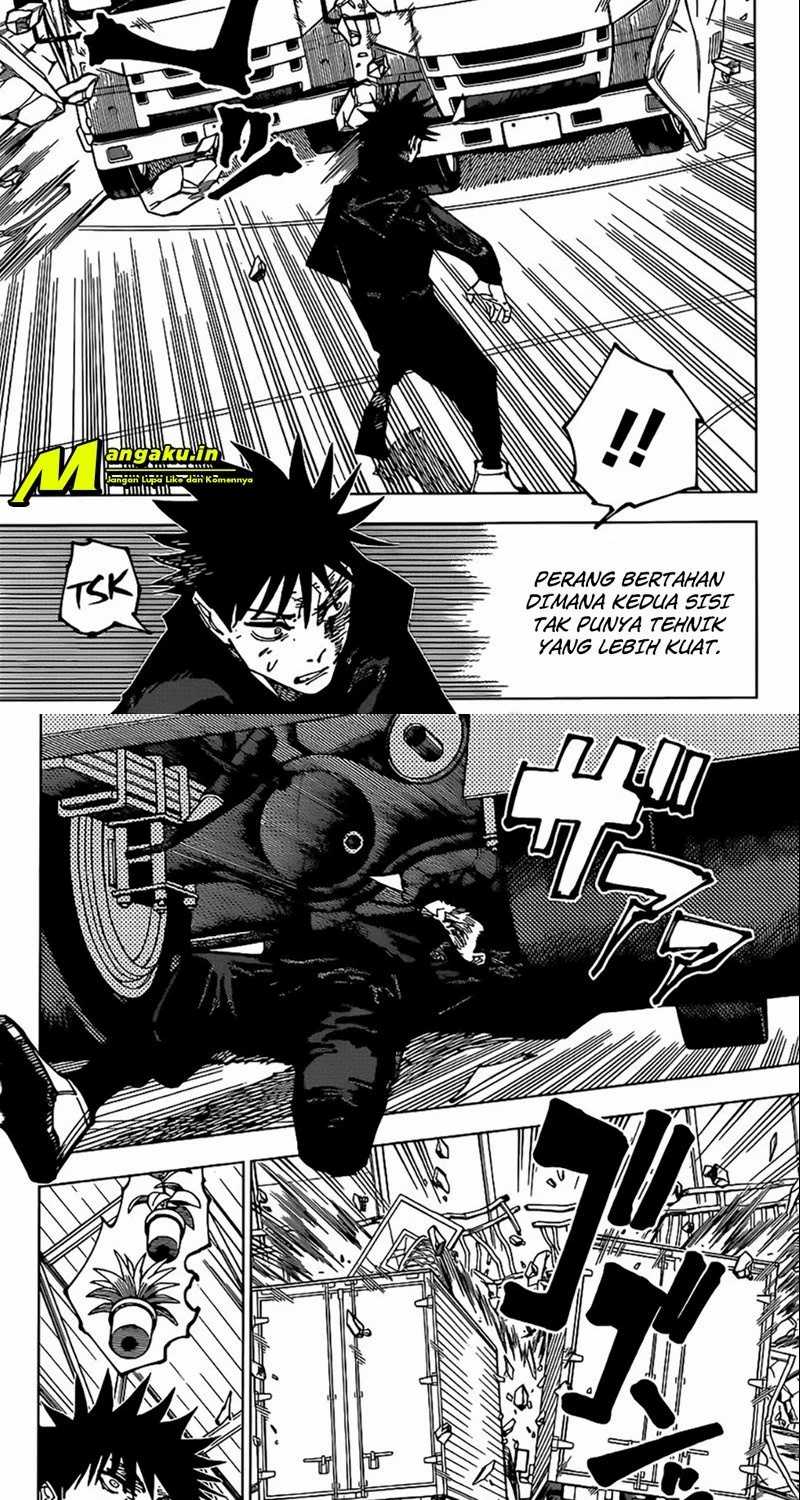 !!
Mangaku.in
Jangan Lupa Like dan Komennya
TSK
PERANG BERTAHAN
DIMANA KEDUA SISI
TAK PUNYA TEHNIK
YANG LEBIH KUAT.
ザアア
ゴゴン